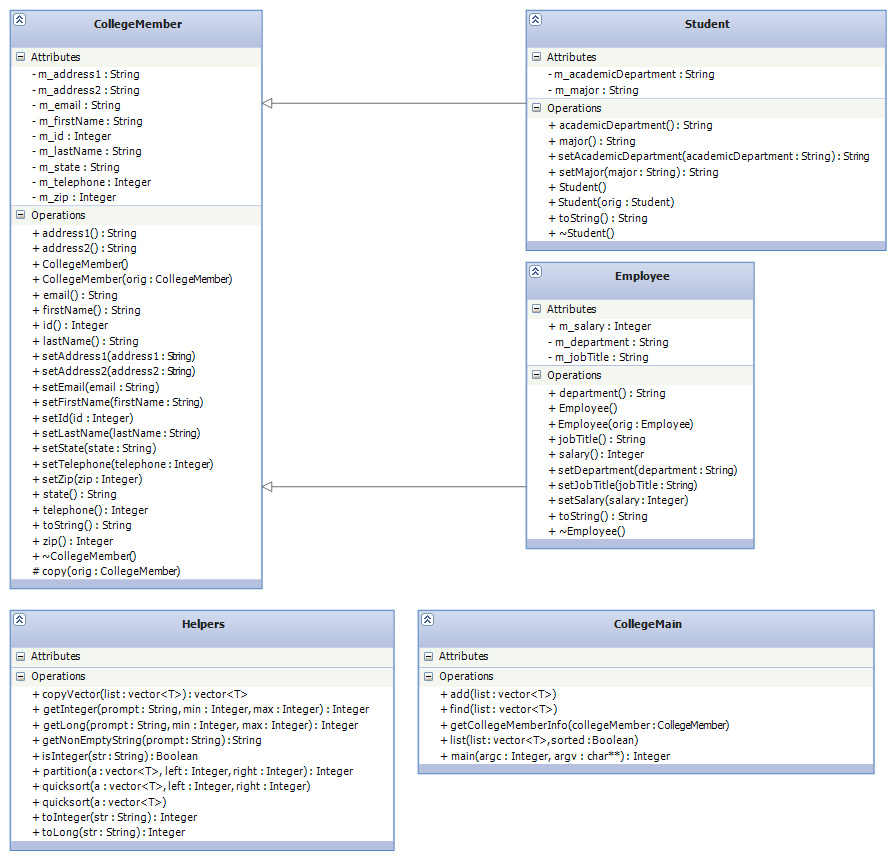 CollegeMember
Attributes
- m_address1 : String
- m_address2 : String
- m_email : String
- m_firstName : String
- m_id : Integer
- m_lastName : String
- m_state : String
- m_telephone : Integer
- m_zip : Integer
Operations
+ address1() : String
+ address2() : String
+ CollegeMember()
+ CollegeMember(orig : CollegeMember)
+ email() : String
+ firstName() : String
+ id() : Integer
+ lastName() : String
+ setAddress1(address1 : String)
+ setAddress2(address2 : String)
+ setEmail(email : String)
+ setFirstName(firstName : String)
+ setId(id : Integer)
+ setLastName(lastName : String)
+ setState(state : String)
+ setTelephone(telephone : Integer)
+ setZip(zip : Integer)
+ state() : String
+ telephone() : Integer
+ toString() : String
+ zip() : Integer
+ ~CollegeMember()
# copy(orig : CollegeMember)
Student
Attributes
- m_academicDepartment : String
- m_major : String
Operations
+ academicDepartment() : String
+ major() : String
+ setAcademicDepartment(academicDepartment : String) : String
+ setMajor(major : String) : String
+ Student()
+ Student(orig : Student)
+ toString() : String
+ ~Student()
Employee
Attributes
+ m_salary : Integer
- m_department : String
- m_jobTitle : String
Operations
+ department() : String
+ Employee()
+ Employee(orig : Employee)
+ jobTitle() : String
+ salary() : Integer
+ setDepartment(department : String)
+ setJobTitle(jobTitle : String)
+ setSalary(salary : Integer)
+ toString() : String
+ ~Employee()
Helpers
Attributes
Operations
+ copyVector(list : vector<T>) : vector<T>
+ getInteger(prompt : String, min : Integer, max : Integer) : Integer
+ getLong(prompt : String, min : Integer, max : Integer) : Integer
+ getNonEmptyString(prompt : String) : String
+ isInteger(str : String) : Boolean
+ partition(a : vector<T>, left : Integer, right : Integer) : Integer
+ quicksort(a : vector<T>, left : Integer, right : Integer)
+ quicksort(a : vector<T>)
+ toInteger(str : String) : Integer
+ toLong(str : String) : Integer
CollegeMain
Attributes
Operations
+ add(list : vector<T>)
+ find(list : vector<T>)
+ getCollegeMemberInfo(collegeMember : CollegeMember)
+ list(list : vector<T>, sorted : Boolean)
+ main(argc : Integer, argv : char**) : Integer